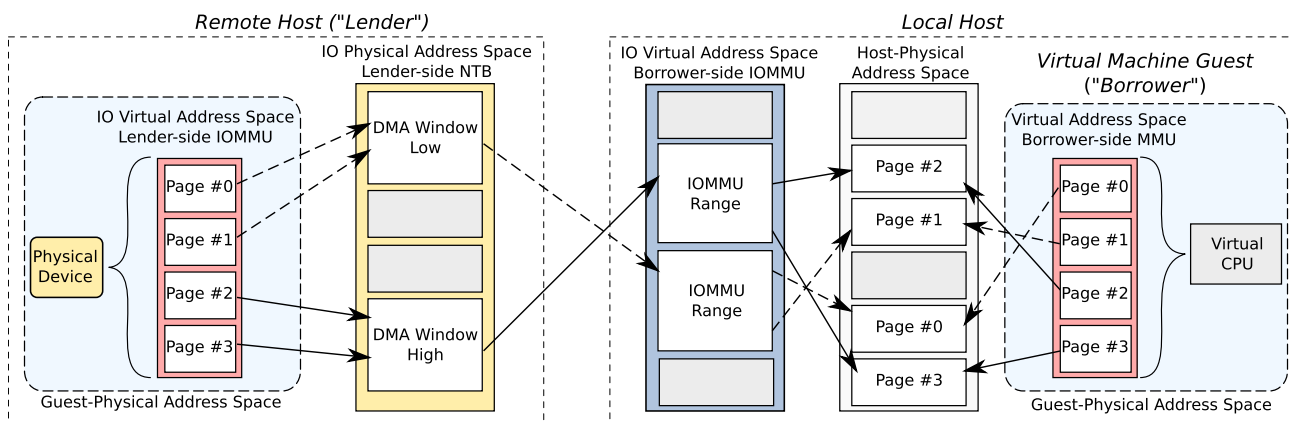 Remote Host ("Lender")
IO Physical Address Space
Lender-side NTB
IO Virtual Address Space
Lender-side IOMMU
Physical
Device
Page #0
Page #1
Page #2
Page #3
Guest-Physical Address Space
DMA Window
Low
DMA Window
High
Local Host
IO Virtual Address Space
Borrower-side IOMMU
IOMMU
Range
IOMMU
Range
Host-Physical
Address Space
Page #2
Page #1
Page #0
Page #3
Virtual Machine Guest
("Borrower")
Virtual Address Space
Borrower-side MMU
Page #0
Page #1
Page #2
Page #3
Virtual
CPU
Guest-Physical Address Space